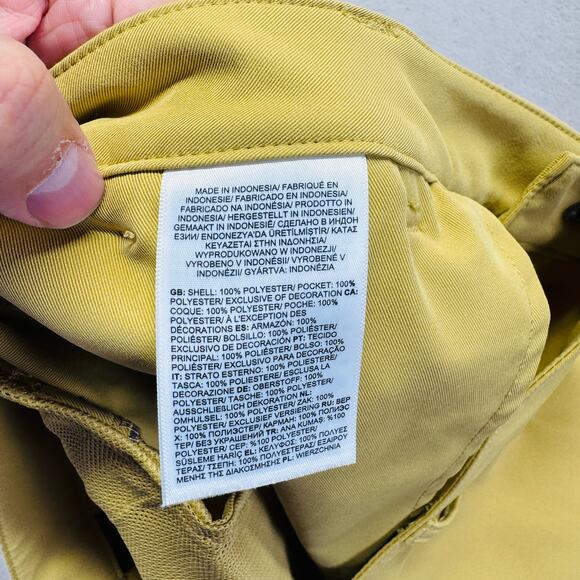 MADE IN INDONESIA/ FABRIQUÉ EN
INDONESIE/ FABRICADO EN INDONESIA/
FABRICADO NA INDONÉSIA/ PRODOTTO IN
INDONESIA/ HERGESTELLT IN INDONESIEN/
GEMAAKT IN INDONESIË/ СДЕЛАНО В ИНДОН
ЕЗИИ/ ENDONEZYA'DA ÜRETİLMİŞTİR/ ΚΑΤΑΣ
ΚΕΥΑΖΕΤΑΙ ΣΤΗΝ ΙΝΔΟΝΗΣΙΑ/
WYPRODUKOWANO W INDONEZJI/
VYROBENO V INDONÉSII/ VYROBENÉ V
INDONÉZII/ GYÁRTVA: INDONÉZIA
GB: SHELL: 100% POLYESTER/ POCKET: 100%
POLYESTER/ EXCLUSIVE OF DECORATION CA:
COQUE: 100% POLYESTER/ POCHE: 100%
POLYESTER/ À L'EXCEPTION DES
DÉCORATIONS ES: ARMAZÓN: 100%
POLIÉSTER/ BOLSILLO: 100% POLIÉSTER/
EXCLUSIVO DE DECORACIÓN PT: TECIDO
PRINCIPAL: 100% POLIÉSTER/ BOLSO: 100%
POLIÉSTER/ EXCLUSIVO PARA DECORAÇÃO
IT: STRATO ESTERNO: 100% POLIESTERE/
TASCA: 100% POLIESTERE/ ESCLUSA LA
DECORAZIONE DE: OBERSTOFF: 100%
POLYESTER/ TASCHE: 100% POLYESTER/
AUSSCHLIESSLICH DEKORATION NL:
OMHULSEL: 100% POLYESTER/ ZAK: 100%
POLYESTER/ EXCLUSIEF VERSIERING RU: ВЕР
Х: 100% ПОЛИЭСТЕР/ КАРМАН: 100% ПОЛИЭС
ТЕР/ БЕЗ УКРАШЕНИЙ TR: ANA KUMAŞ: %100
POLYESTER/ CEP: %100 POLYESTER/
SÜSLEME HARİÇ EL: ΚΕΛΥΦΟΣ: 100% ΠΟΛΥΕΣ
ΤΕΡΑΣ/ ΤΣΕΠΗ: 100% ΠΟΛΥΕΣΤΕΡΑΣ/ ΕΞΑΙΡΟΥ
ΜΕΝΗΣ ΤΗΣ ΔΙΑΚΟΣΜΗΣΗΣ PL: WIERZCHNIA